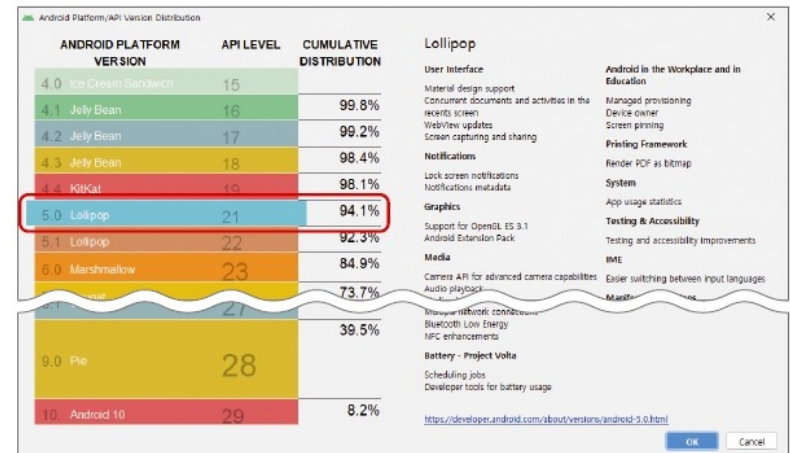 Android Platform/API Version Distribution
ANDROID PLATFORM VERSION
API LEVEL
CUMULATIVE DISTRIBUTION
4.0 Ice Cream Sandwich 15
4.1 Jelly Bean 16 99.8%
4.2 Jelly Bean 17 99.2%
4.3 Jelly Bean 18 98.4%
4.4 KitKat 19 98.1%
5.0 Lollipop 21 94.1%
5.1 Lollipop 22 92.3%
6.0 Marshmallow 23 84.9%
73.7%
27
39.5%
9.0 Pie 28
10. Android 10 29 8.2%
Lollipop
User Interface
Material design support
Concurrent documents and activities in the
recents screen
WebView updates
Screen capturing and sharing
Notifications
Lock screen notifications
Notifications metadata
Graphics
Support for OpenGL ES 3.1
Android Extension Pack
Media
Camera API for advanced camera capabilities
Audio playback
Multiple network connections
Bluetooth Low Energy
NFC enhancements
Battery - Project Volta
Scheduling jobs
Developer tools for battery usage
Android in the Workplace and in
Education
Managed provisioning
Device owner
Screen pinning
Printing Framework
Render PDF as bitmap
System
App usage statistics
Testing & Accessibility
Testing and accessibility improvements
IME
Easier switching between input languages
https://developer.android.com/about/versions/android-5.0.html
OK
Cancel